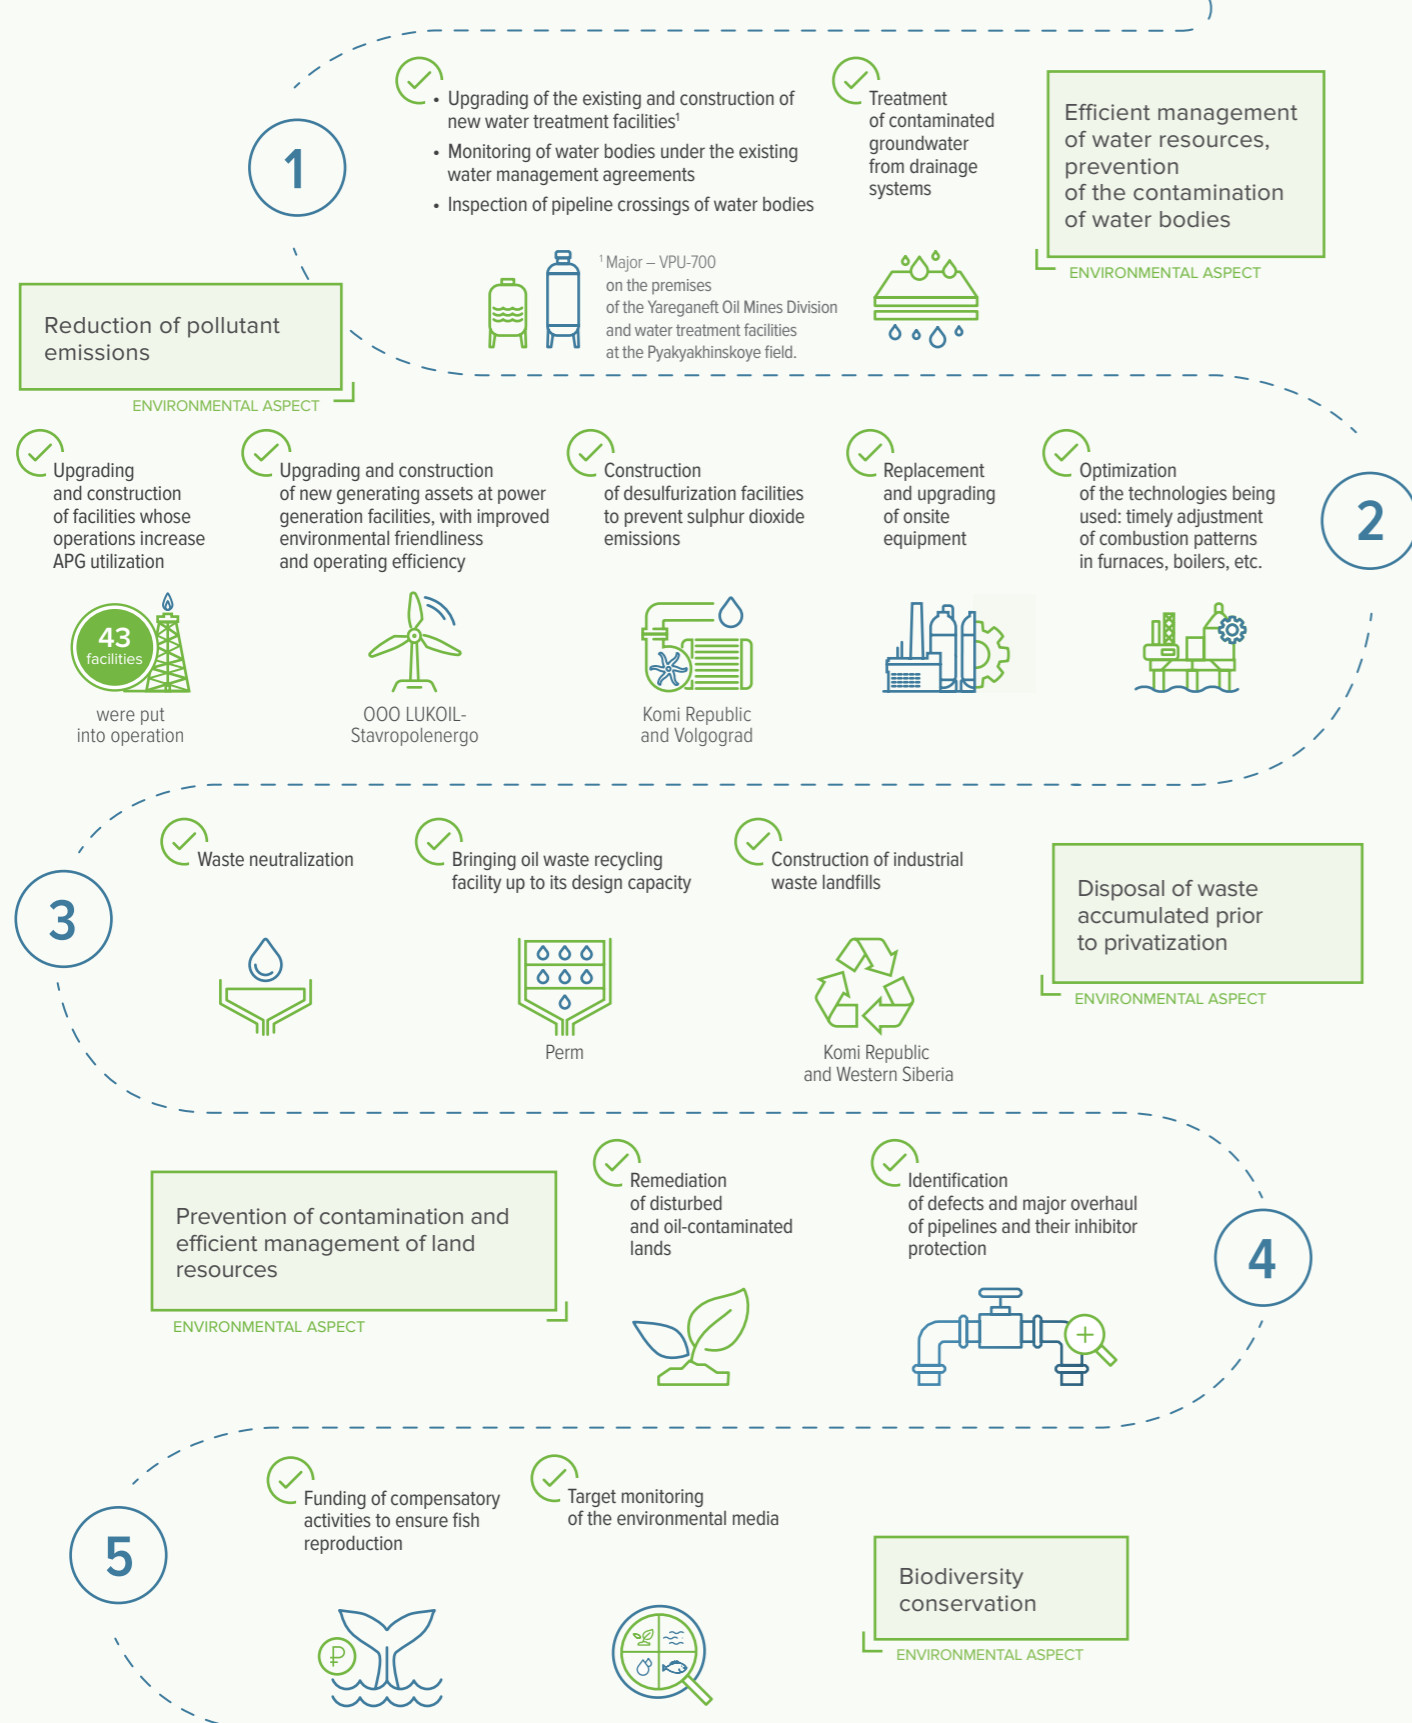 1
• Upgrading of the existing and construction of
new water treatment facilities¹
• Monitoring of water bodies under the existing
water management agreements
• Inspection of pipeline crossings of water bodies
¹ Major – VPU-700
on the premises
of the Yareganeft Oil Mines Division
and water treatment facilities
at the Pyakyakhinskoye field.
Treatment
of contaminated
groundwater
from drainage
systems
Efficient management
of water resources,
prevention
of the contamination
of water bodies
ENVIRONMENTAL ASPECT
Reduction of pollutant
emissions
ENVIRONMENTAL ASPECT
Upgrading
and construction
of facilities whose
operations increase
APG utilization
43
facilities
were put
into operation
Upgrading and construction
of new generating assets at power
generation facilities, with improved
environmental friendliness
and operating efficiency
OOO LUKOIL-
Stavropolenergo
Construction
of desulfurization facilities
to prevent sulphur dioxide
emissions
Komi Republic
and Volgograd
Replacement
and upgrading
of onsite
equipment
Optimization
of the technologies being
used: timely adjustment
of combustion patterns
in furnaces, boilers, etc.
2
3
Waste neutralization
Bringing oil waste recycling
facility up to its design capacity
Perm
Construction of industrial
waste landfills
Komi Republic
and Western Siberia
Disposal of waste
accumulated prior
to privatization
ENVIRONMENTAL ASPECT
Prevention of contamination and
efficient management of land
resources
ENVIRONMENTAL ASPECT
Remediation
of disturbed
and oil-contaminated
lands
Identification
of defects and major overhaul
of pipelines and their inhibitor
protection
4
5
Funding of compensatory
activities to ensure fish
reproduction
₽
Target monitoring
of the environmental media
Biodiversity
conservation
ENVIRONMENTAL ASPECT